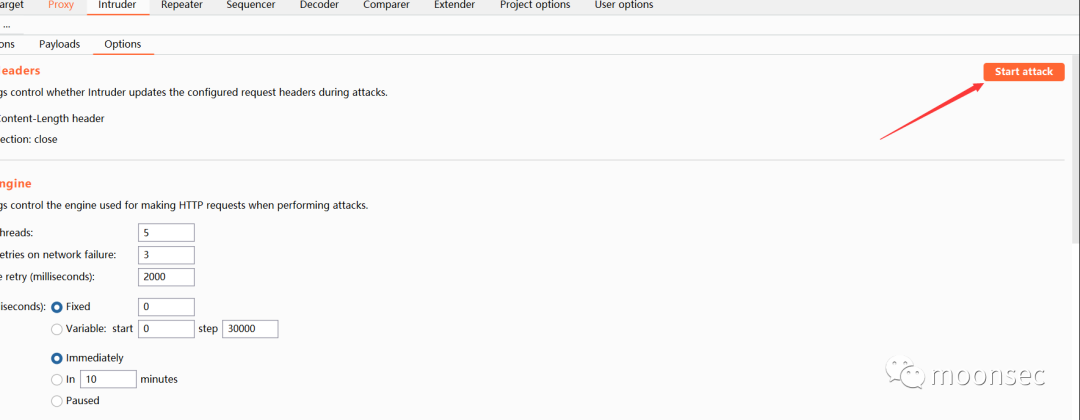 arget Proxy Intruder Repeater Sequencer Decoder Comparer Extender Project options User options
...
ons Payloads Options
eaders
Start attack
gs control whether Intruder updates the configured request headers during attacks.
ontent-Length header
ection: close
ngine
gs control the engine used for making HTTP requests when performing attacks.
hreads: 5
etries on network failure: 3
e retry (milliseconds): 2000
iseconds): Fixed 0
Variable: start 0 step 30000
Immediately
In 10 minutes
Paused
moonsec